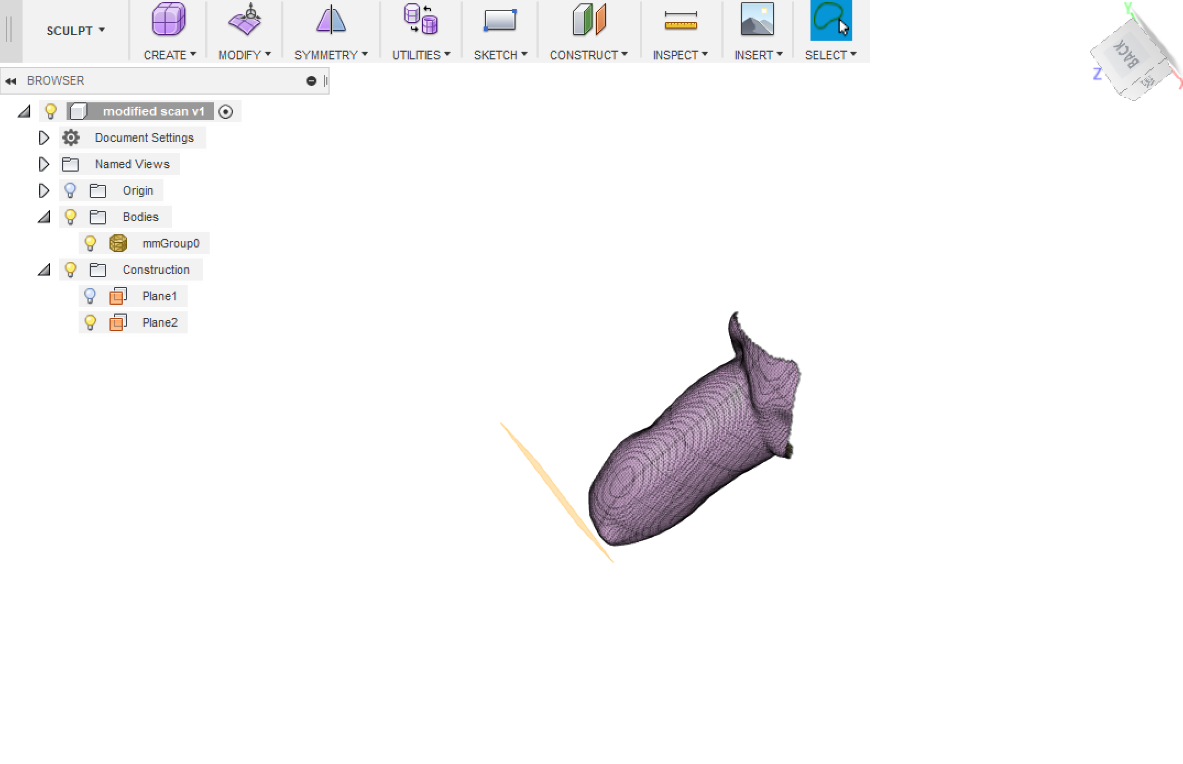 SCULPT
CREATE
MODIFY
SYMMETRY
UTILITIES
SKETCH
CONSTRUCT
INSPECT
INSERT
SELECT
BROWSER
modified scan v1
Document Settings
Named Views
Origin
Bodies
mmGroup0
Construction
Plane1
Plane2
Y
BACK
Z